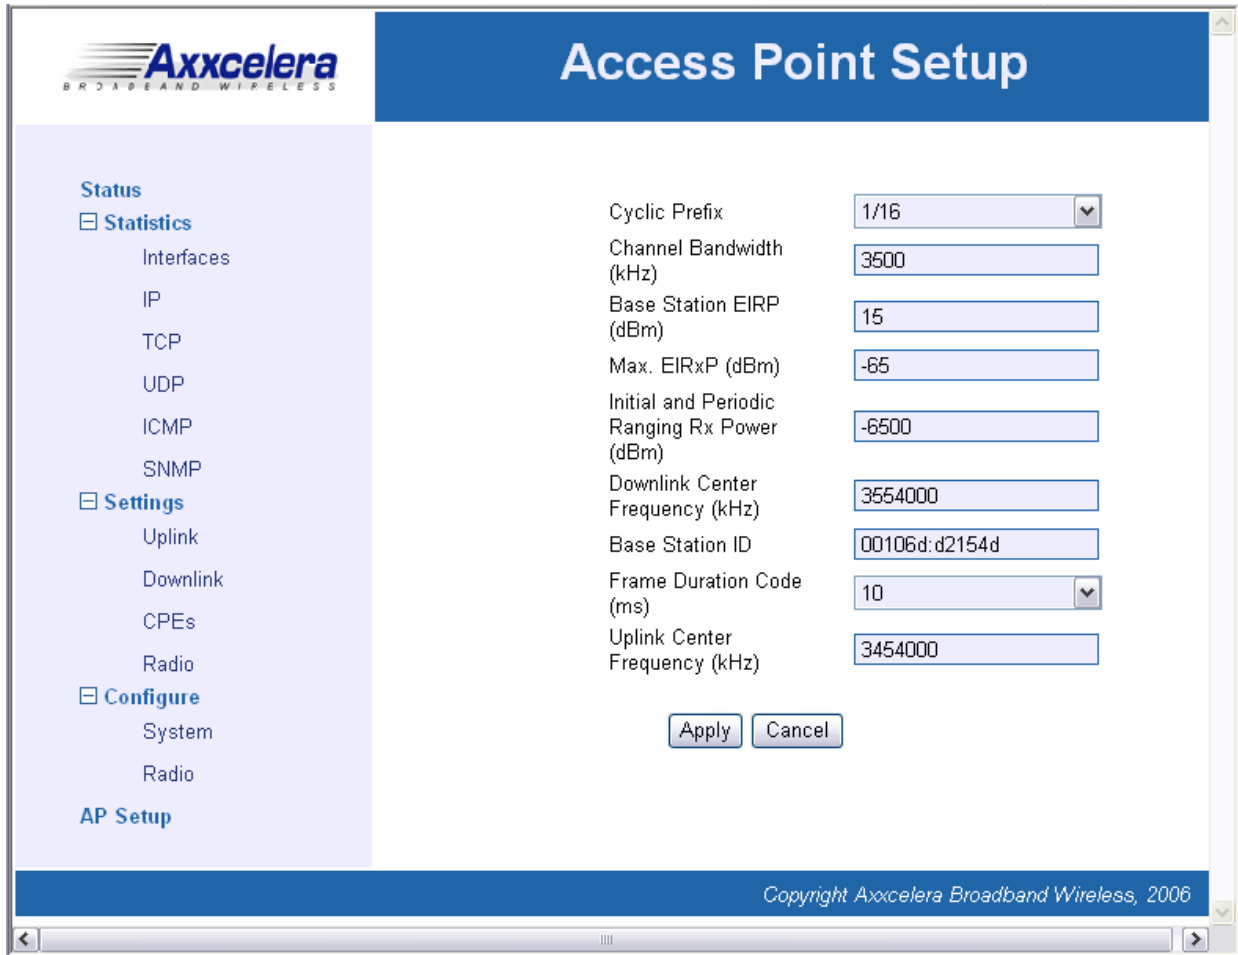 Axxcelera
BROADBAND WIRELESS
Access Point Setup
Status
Statistics
Interfaces
IP
TCP
UDP
ICMP
SNMP
Settings
Uplink
Downlink
CPEs
Radio
Configure
System
Radio
AP Setup
Cyclic Prefix 1/16
Channel Bandwidth
(kHz) 3500
Base Station EIRP
(dBm) 15
Max. EIRxP (dBm) -65
Initial and Periodic
Ranging Rx Power -6500
(dBm)
Downlink Center
Frequency (kHz) 3554000
Base Station ID 00106d:d2154d
Frame Duration Code
(ms) 10
Uplink Center
Frequency (kHz) 3454000
Apply Cancel
Copyright Axxcelera Broadband Wireless, 2006